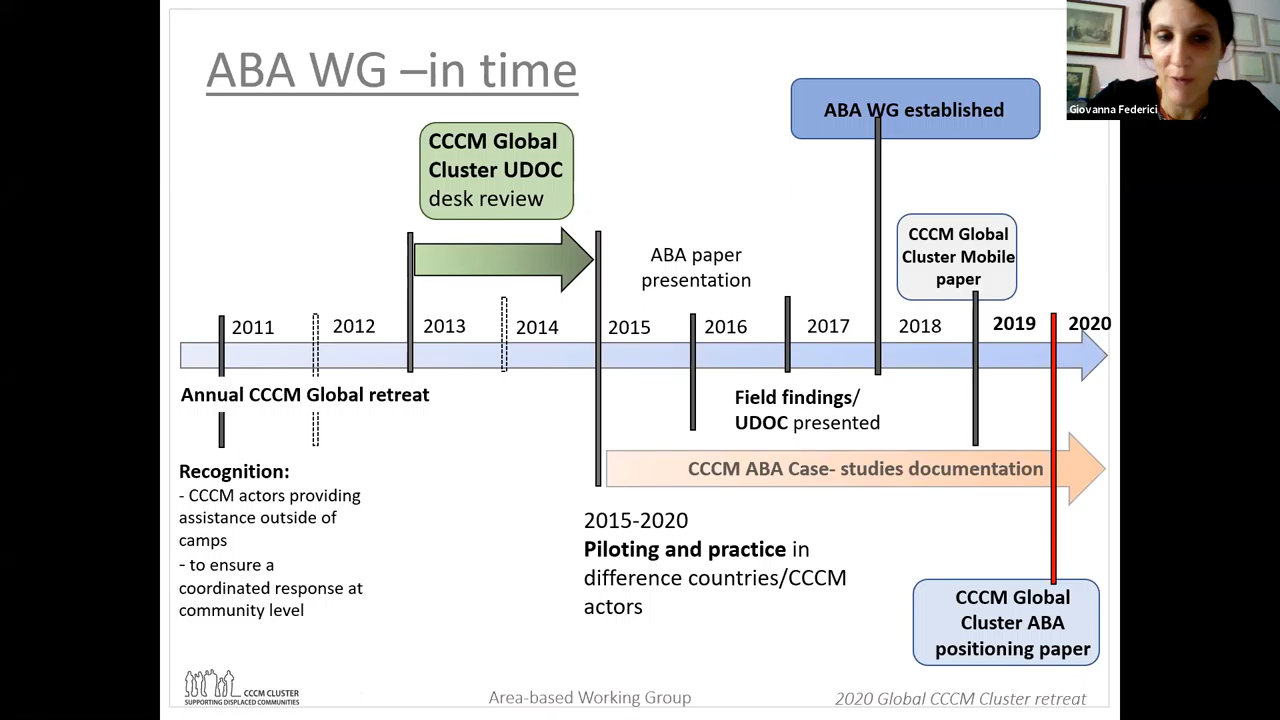 ABA WG –in time
ABA WG established
Giovanna Federici
CCCM Global
Cluster UDOC
desk review
ABA paper
presentation
CCCM Global
Cluster Mobile
paper
2011
2012
2013
2014
2015
2016
2017
2018
2019
2020
Annual CCCM Global retreat
Field findings/
UDOC presented
Recognition:
- CCCM actors providing
assistance outside of
camps
- to ensure a
coordinated response at
community level
CCCM ABA Case- studies documentation
2015-2020
Piloting and practice in
difference countries/CCCM
actors
CCCM Global
Cluster ABA
positioning paper
CCCM CLUSTER
SUPPORTING DISPLACED COMMUNITIES
Area-based Working Group
2020 Global CCCM Cluster retreat